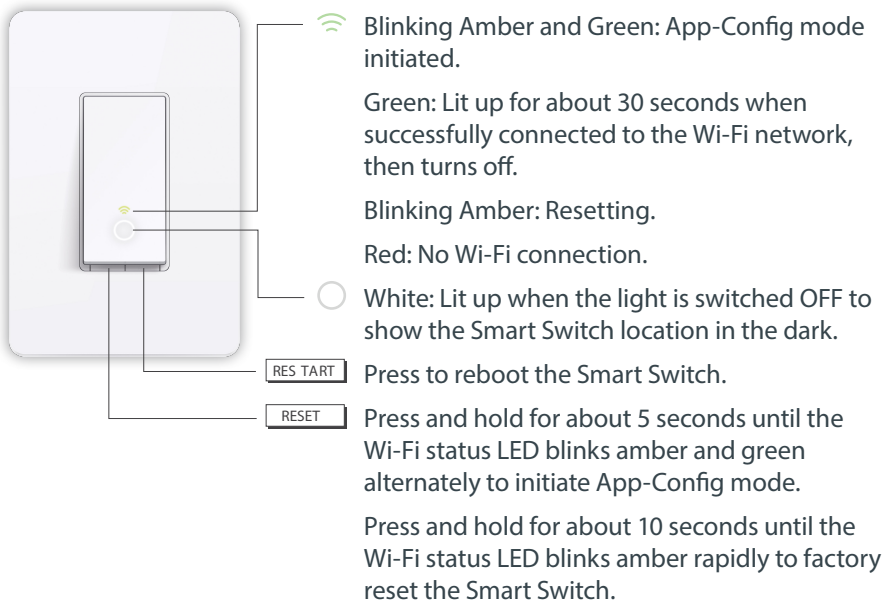 Blinking Amber and Green: App-Config mode
initiated.
Green: Lit up for about 30 seconds when
successfully connected to the Wi-Fi network,
then turns off.
Blinking Amber: Resetting.
Red: No Wi-Fi connection.
White: Lit up when the light is switched OFF to
show the Smart Switch location in the dark.
RES TART
Press to reboot the Smart Switch.
RESET
Press and hold for about 5 seconds until the
Wi-Fi status LED blinks amber and green
alternately to initiate App-Config mode.
Press and hold for about 10 seconds until the
Wi-Fi status LED blinks amber rapidly to factory
reset the Smart Switch.